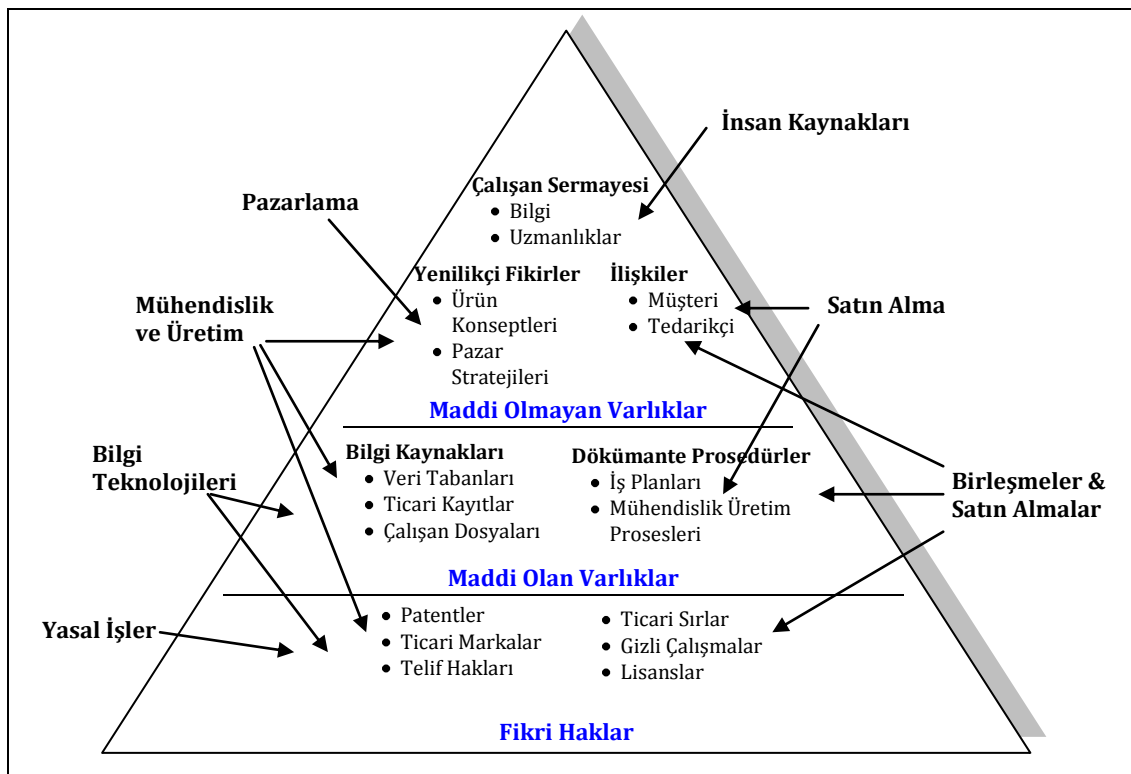 İnsan Kaynakları
Çalışan Sermayesi
• Bilgi
• Uzmanlıklar
Pazarlama
Yenilikçi Fikirler
• Ürün
Konseptleri
• Pazar
Stratejileri
İlişkiler
• Müşteri
• Tedarikçi
Mühendislik
ve Üretim
Satın Alma
Maddi Olmayan Varlıklar
Bilgi
Teknolojileri
Bilgi Kaynakları
• Veri Tabanları
• Ticari Kayıtlar
• Çalışan Dosyaları
Dökümante Prosedürler
• İş Planları
• Mühendislik Üretim
Prosesleri
Birleşmeler &
Satın Almalar
Maddi Olan Varlıklar
Yasal İşler
• Patentler
• Ticari Markalar
• Telif Hakları
• Ticari Sırlar
• Gizli Çalışmalar
• Lisanslar
Fikri Haklar